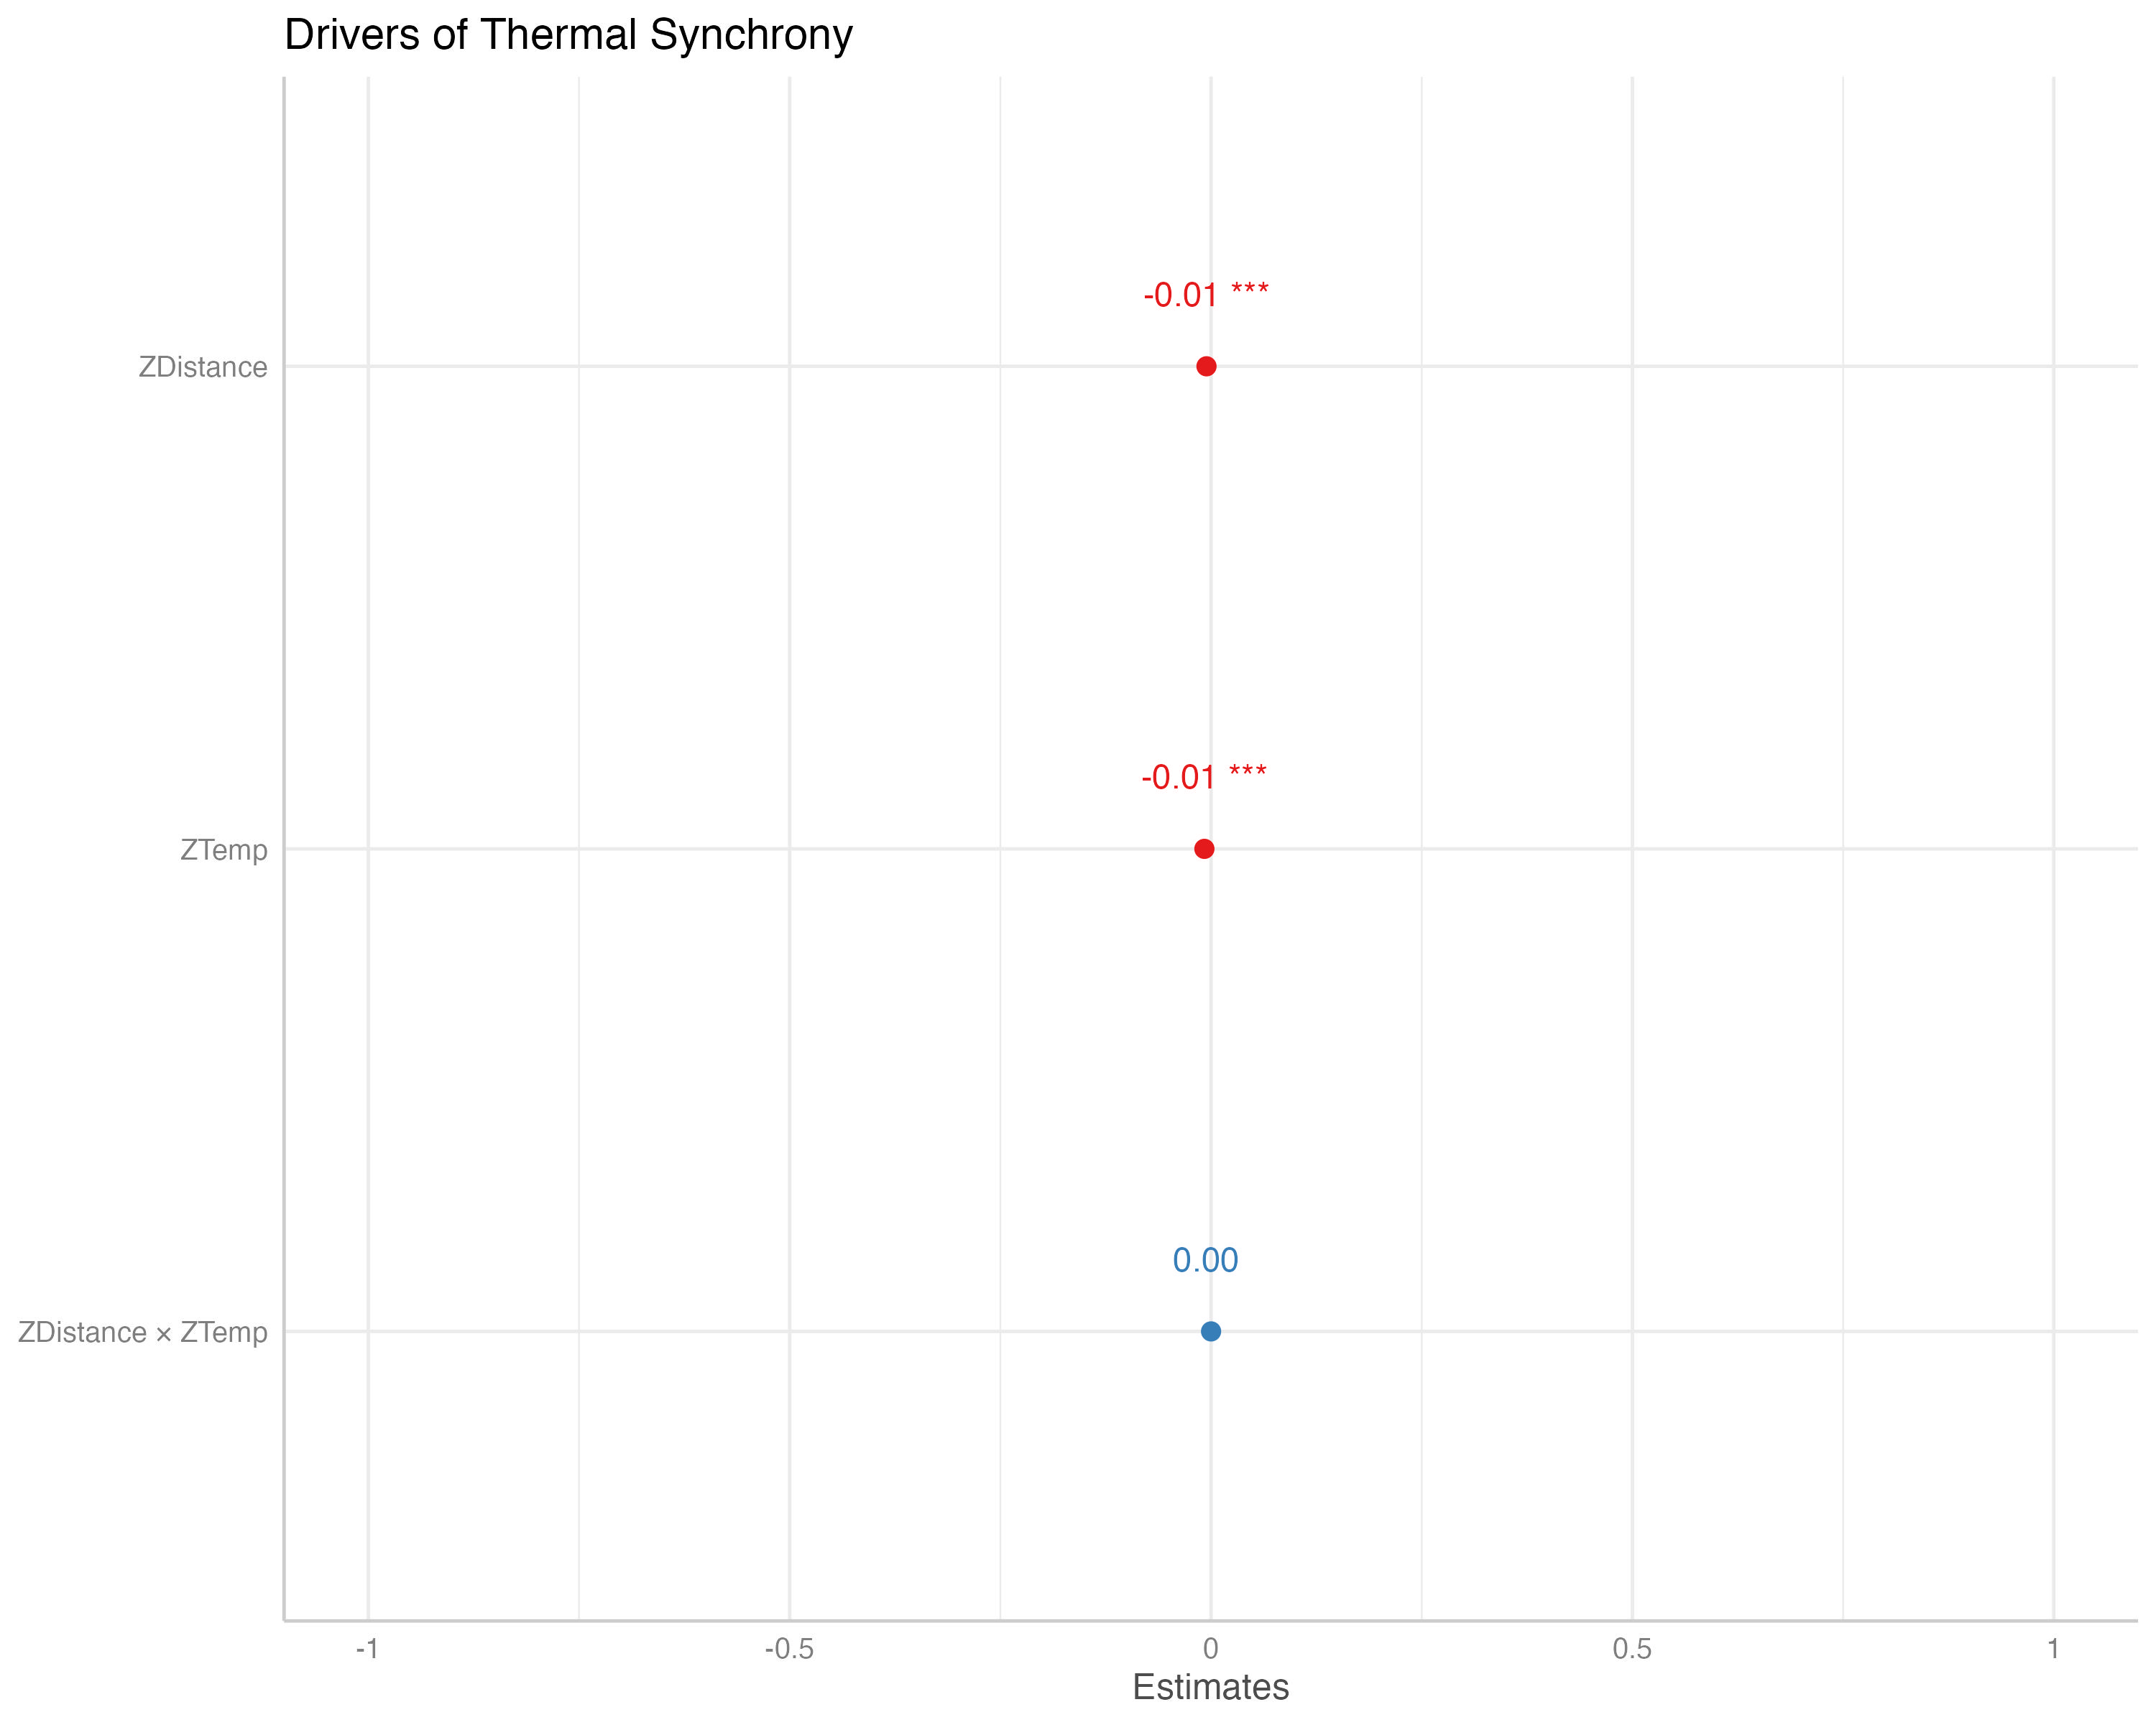 Drivers of Thermal Synchrony
-0.01 ***
ZDistance
-0.01 ***
ZTemp
0.00
ZDistance × ZTemp
-1 -0.5 0 0.5 1
Estimates